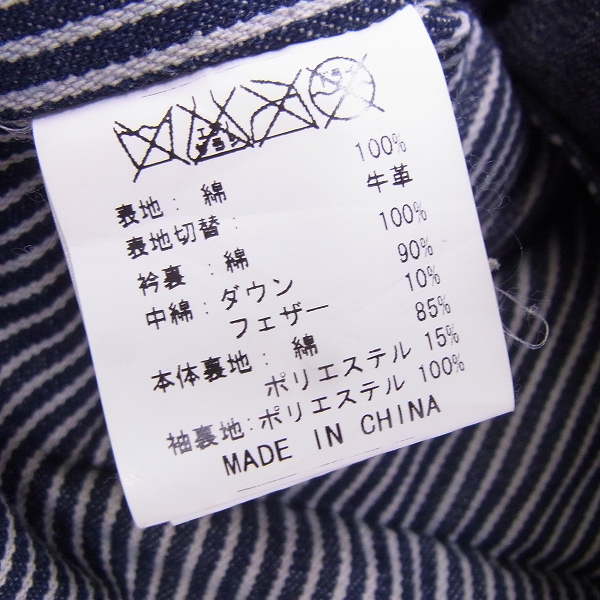 表地 : 綿 100%
表地切替 : 牛革
衿裏 : 綿 100%
中綿 : ダウン 90%
フェザー 10%
本体裏地 : 綿 85%
ポリエステル 15%
袖裏地 : ポリエステル 100%
MADE IN CHINA